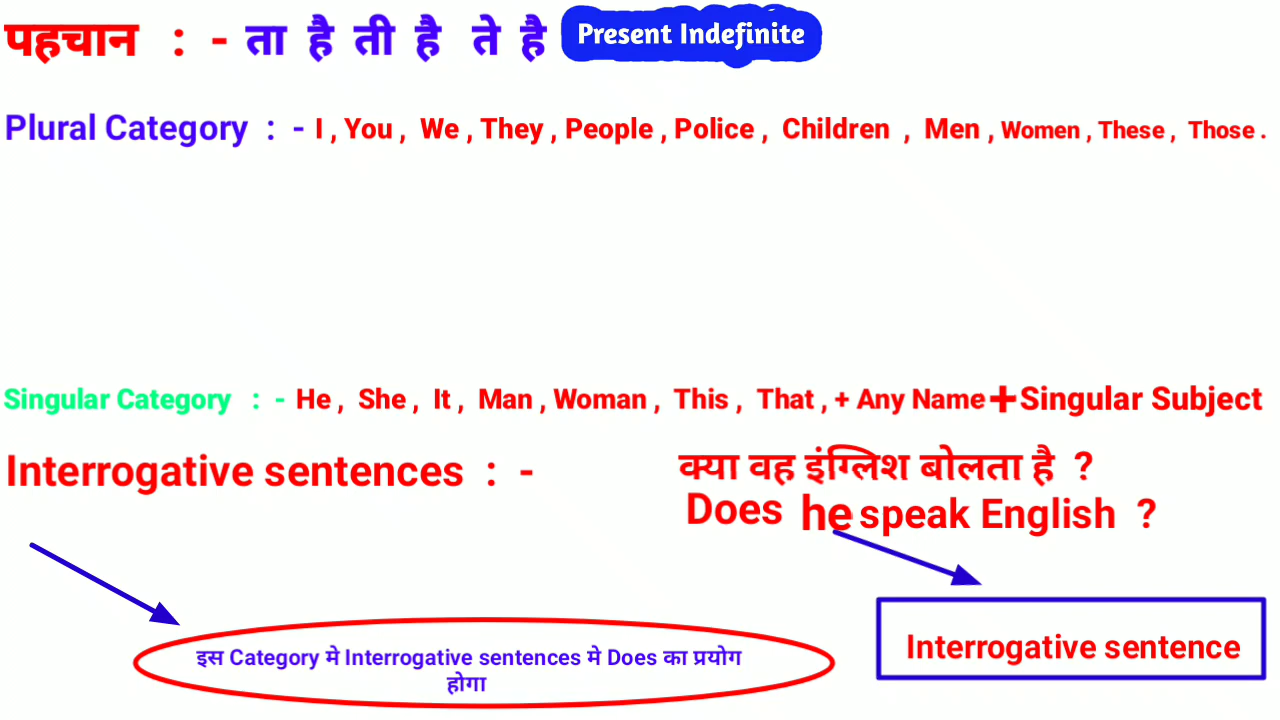 पहचान : - ता है ती है ते है Present Indefinite
Plural Category : - I , You , We , They , People , Police , Children , Men , Women , These , Those .
Singular Category : - He , She , It , Man , Woman , This , That , + Any Name + Singular Subject
Interrogative sentences : -
क्या वह इंग्लिश बोलता है ?
Does he speak English ?
इस Category मे Interrogative sentences मे Does का प्रयोग
होगा
Interrogative sentence